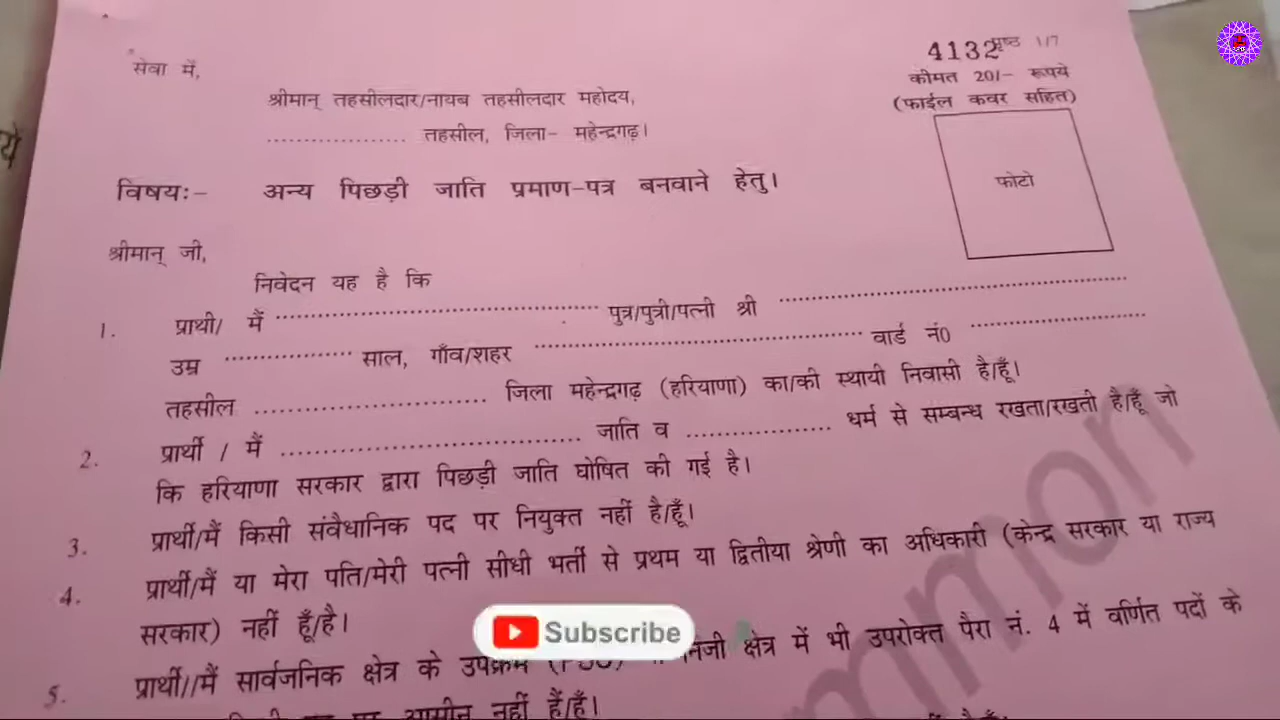 4132 पृष्ठ 1/7
सेवा में,
कीमत 20/- रूपये
श्रीमान् तहसीलदार/नायब तहसीलदार महोदय,
(फाईल कवर सहित)
.................. तहसील, जिला- महेन्द्रगढ़।
फोटो
विषयः- अन्य पिछड़ी जाति प्रमाण-पत्र बनवाने हेतु।
श्रीमान् जी,
निवेदन यह है कि
1. प्रार्थी/ मैं .................. पुत्र/पुत्री/पत्नी श्री ..................
उम्र .................. साल, गाँव/शहर .................. वार्ड नं0 ..................
तहसील .................. जिला महेन्द्रगढ़ (हरियाणा) का/की स्थायी निवासी है/हूँ।
2. प्रार्थी / मैं .................. जाति व .................. धर्म से सम्बन्ध रखता/रखती है/हूँ जो
कि हरियाणा सरकार द्वारा पिछड़ी जाति घोषित की गई है।
3. प्रार्थी/मैं किसी संवैधानिक पद पर नियुक्त नहीं है/हूँ।
4. प्रार्थी/मैं या मेरा पति/मेरी पत्नी सीधी भर्ती से प्रथम या द्वितीया श्रेणी का अधिकारी (केन्द्र सरकार या राज्य
सरकार) नहीं हूँ/है।
5. प्रार्थी//मैं सार्वजनिक क्षेत्र के उपक्रम क्षेत्र में भी उपरोक्त पैरा नं. 4 में वर्णित पदों के
पर आसीन नहीं हैं/हूँ।
Subscribe